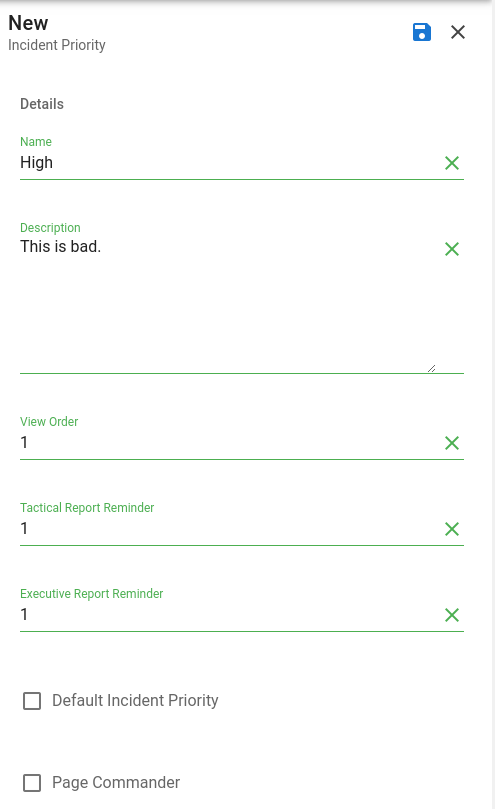 New
Incident Priority
Details
Name
High
Description
This is bad.
View Order
1
Tactical Report Reminder
1
Executive Report Reminder
1
Default Incident Priority
Page Commander